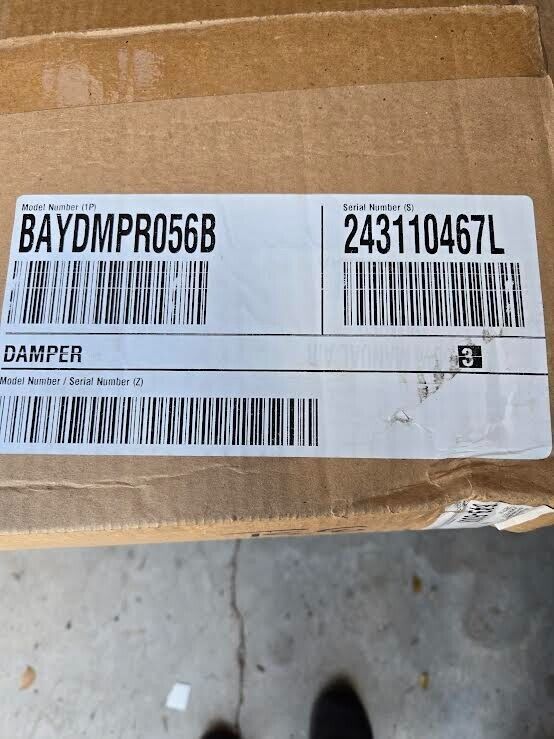 Model Number (1P)
BAYDMPR056B
Serial Number (S)
243110467L
DAMPER
3
Model Number / Serial Number (Z)